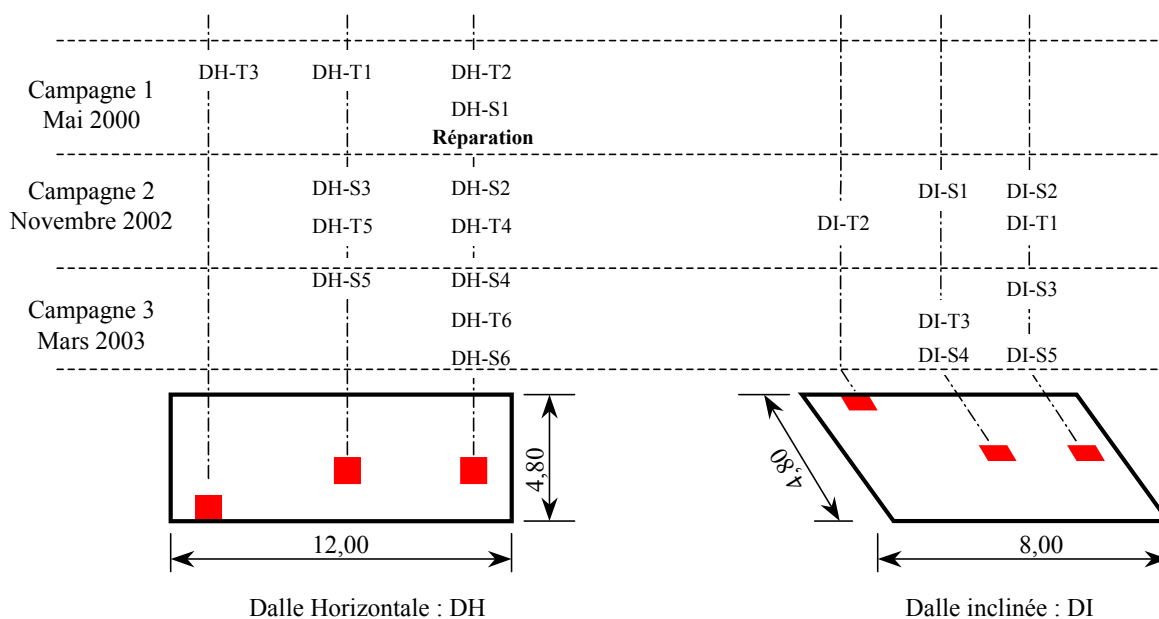 DH-T3 DH-T1 DH-T2
Campagne 1
Mai 2000
DH-S1
Réparation
Campagne 2
Novembre 2002
DH-S3 DH-S2 DI-S1 DI-S2
DH-T5 DH-T4 DI-T2 DI-T1
DH-S5 DH-S4 DI-S3
Campagne 3
Mars 2003
DH-T6 DI-T3
DH-S6 DI-S4 DI-S5
4,80
4,80
12,00
8,00
Dalle Horizontale : DH
Dalle inclinée : DI